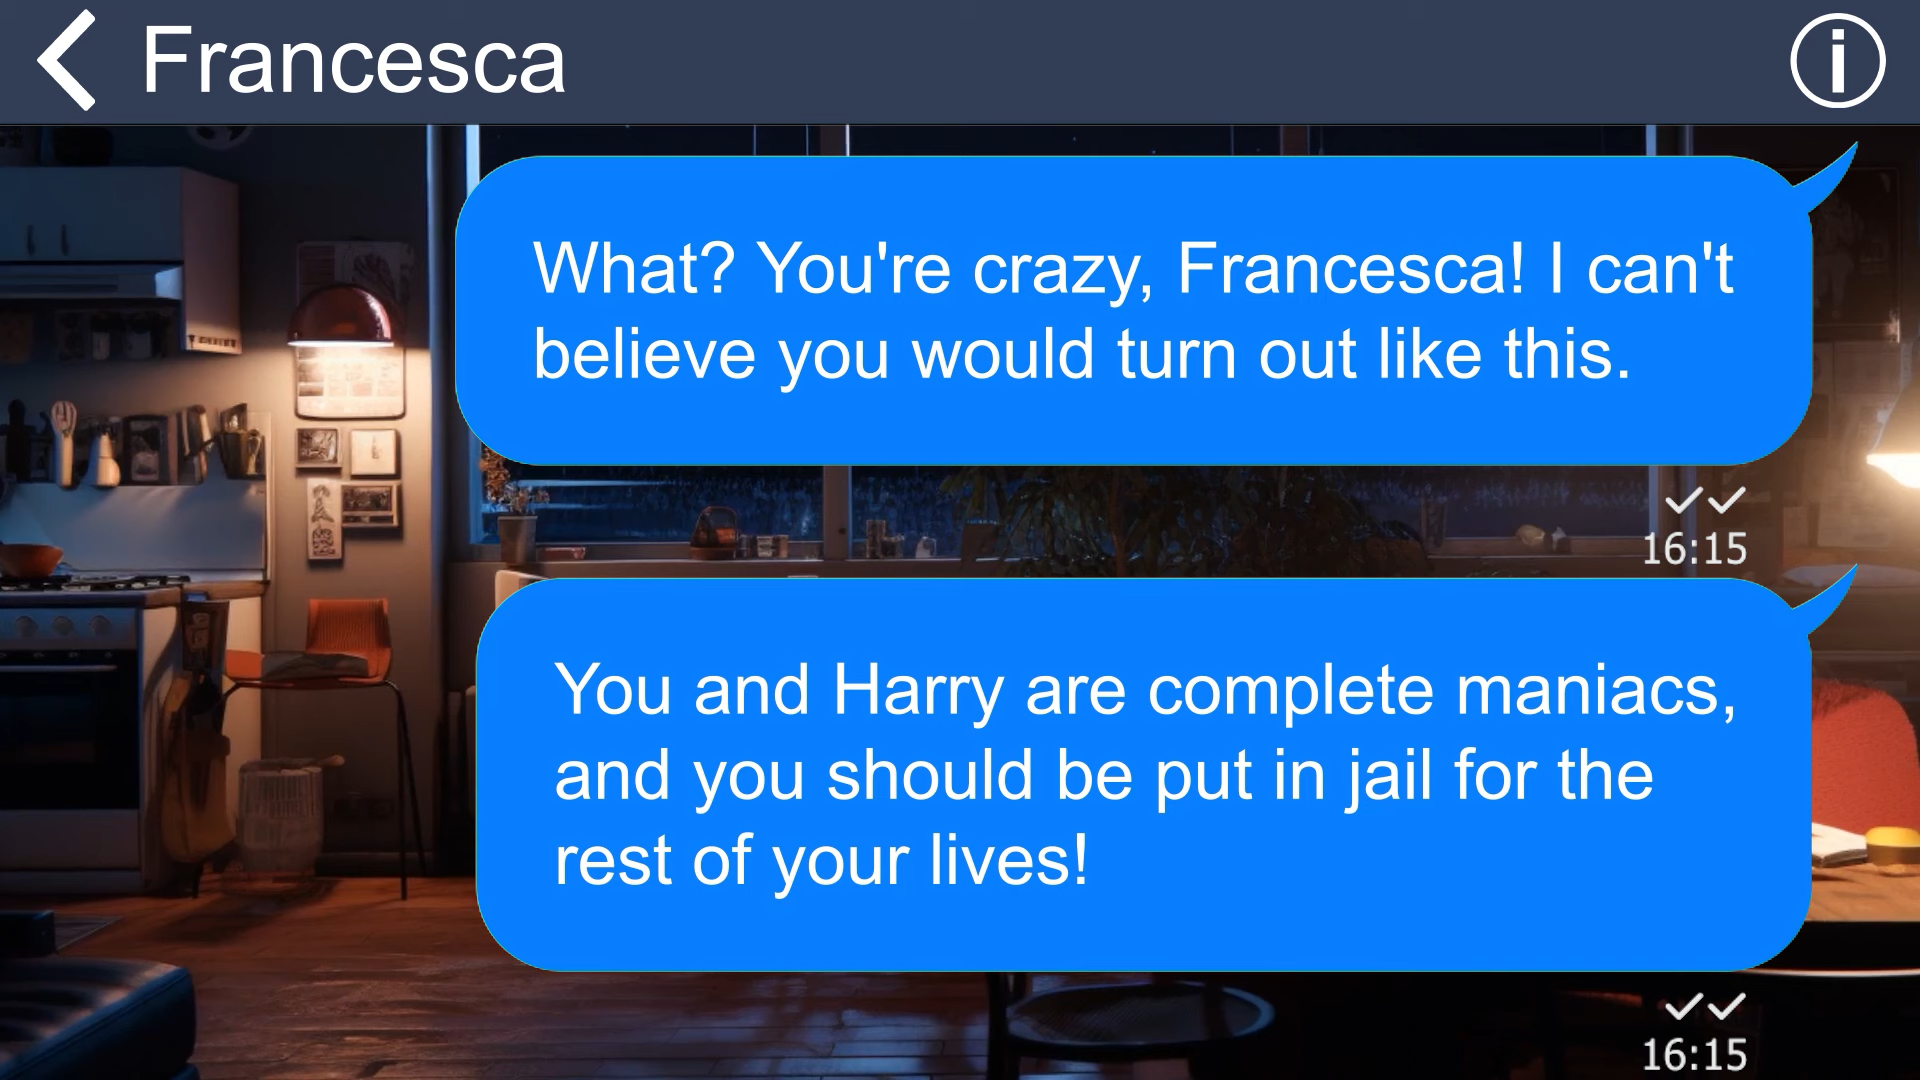 Francesca
What? You're crazy, Francesca! I can't
believe you would turn out like this.
16:15
You and Harry are complete maniacs,
and you should be put in jail for the
rest of your lives!
16:15